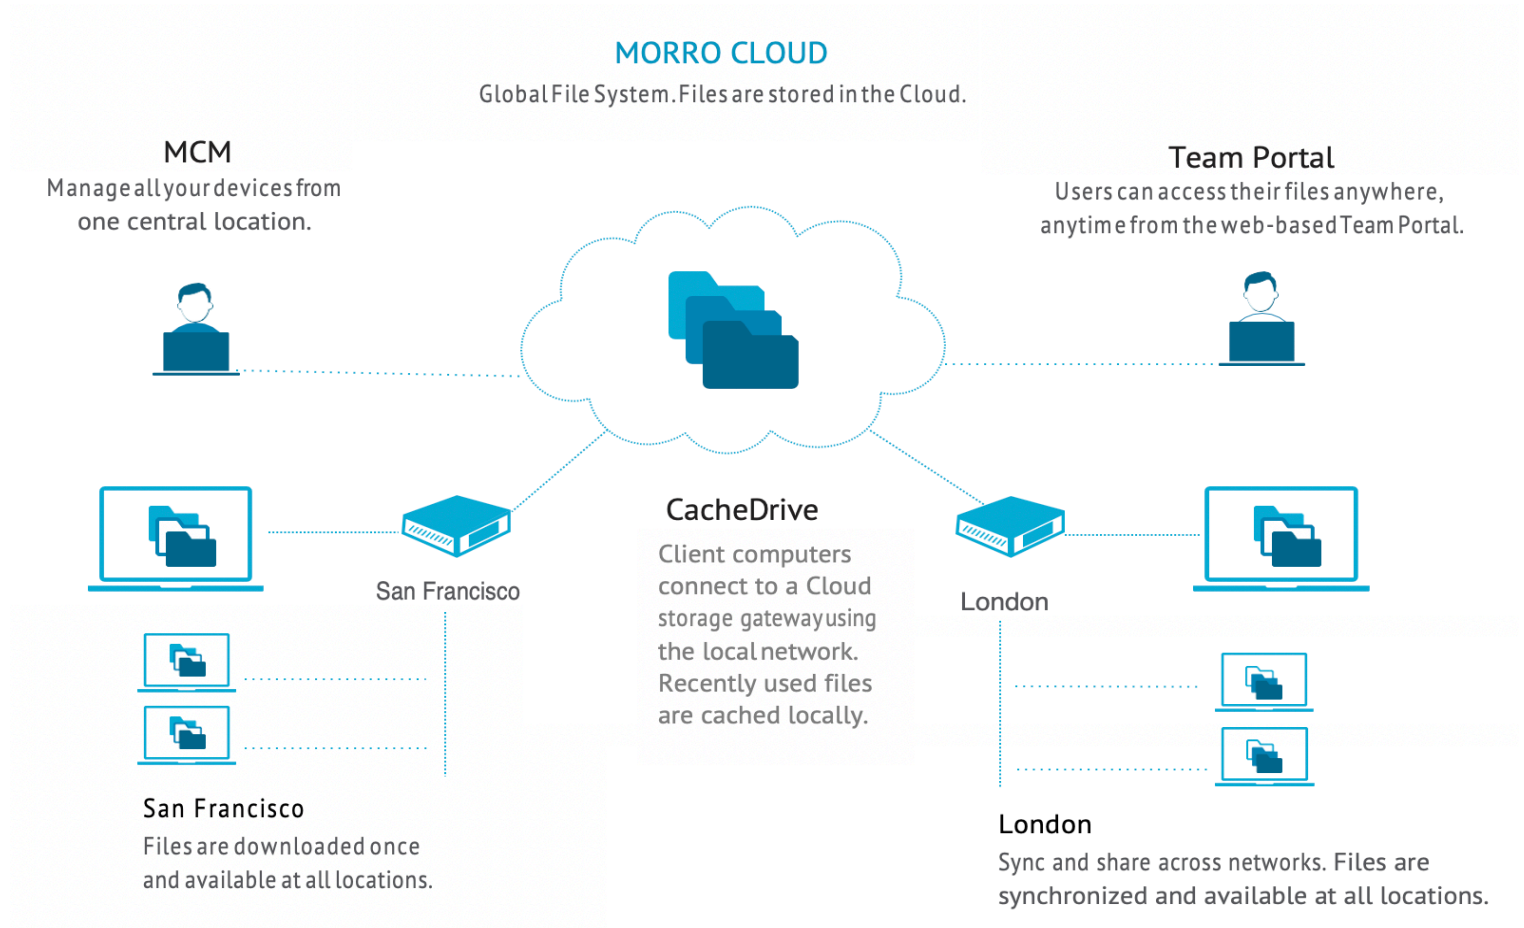 MORRO CLOUD
Global File System. Files are stored in the Cloud.
MCM
Manage all your devices from
one central location.
Team Portal
Users can access their files anywhere,
anytime from the web-based Team Portal.
CacheDrive
Client computers
connect to a Cloud
storage gateway using
the local network.
Recently used files
are cached locally.
San Francisco
London
San Francisco
Files are downloaded once
and available at all locations.
London
Sync and share across networks. Files are
synchronized and available at all locations.